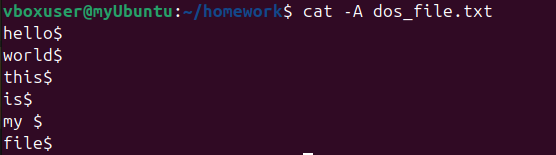 vboxuser@myUbuntu:~/homework$ cat -A dos_file.txt
hello$
world$
this$
is$
my $
file$